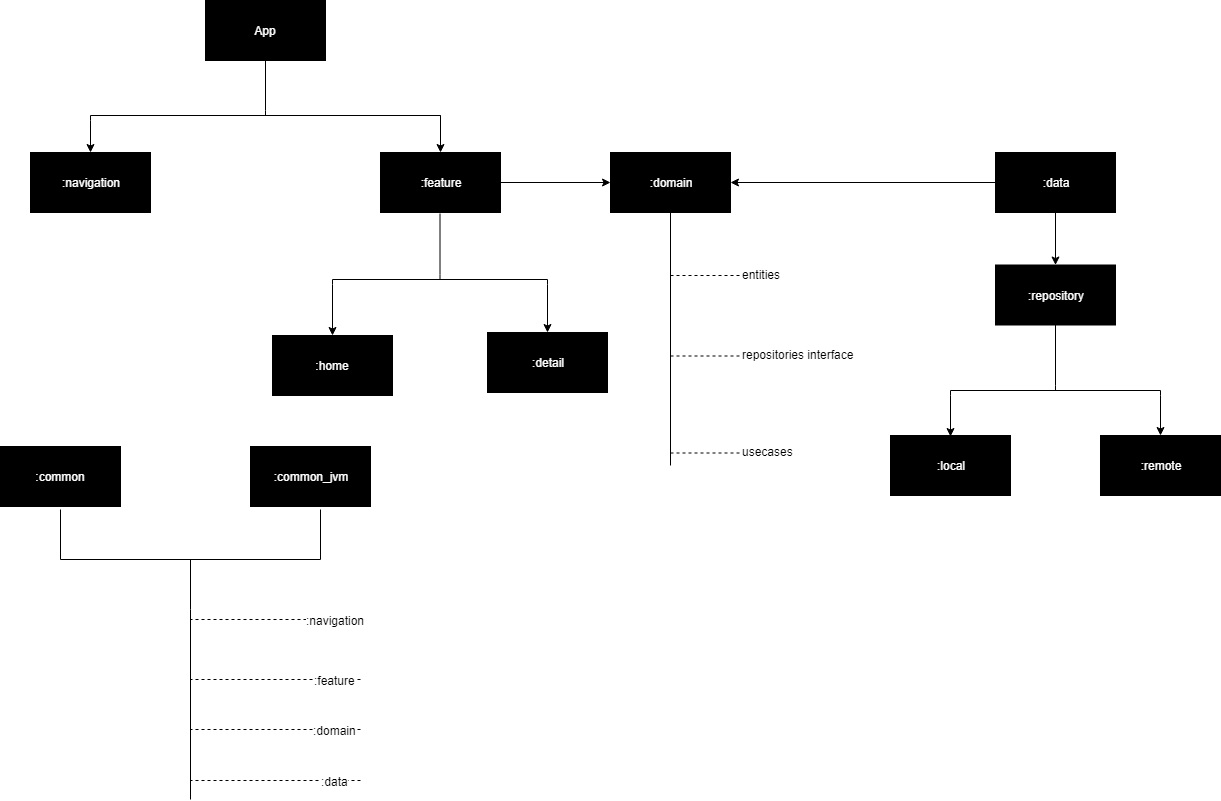 App
:navigation
:feature
:domain
:data
entities
:repository
repositories interface
:home
:detail
usecases
:local
:remote
:common
:common_jvm
:navigation
:feature
:domain
:data